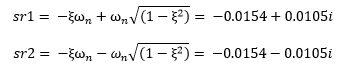 sr1 = −ξω_n + ω_n√((1 − ξ²)) = −0.0154 + 0.0105i
sr2 = −ξω_n − ω_n√((1 − ξ²)) = −0.0154 − 0.0105i